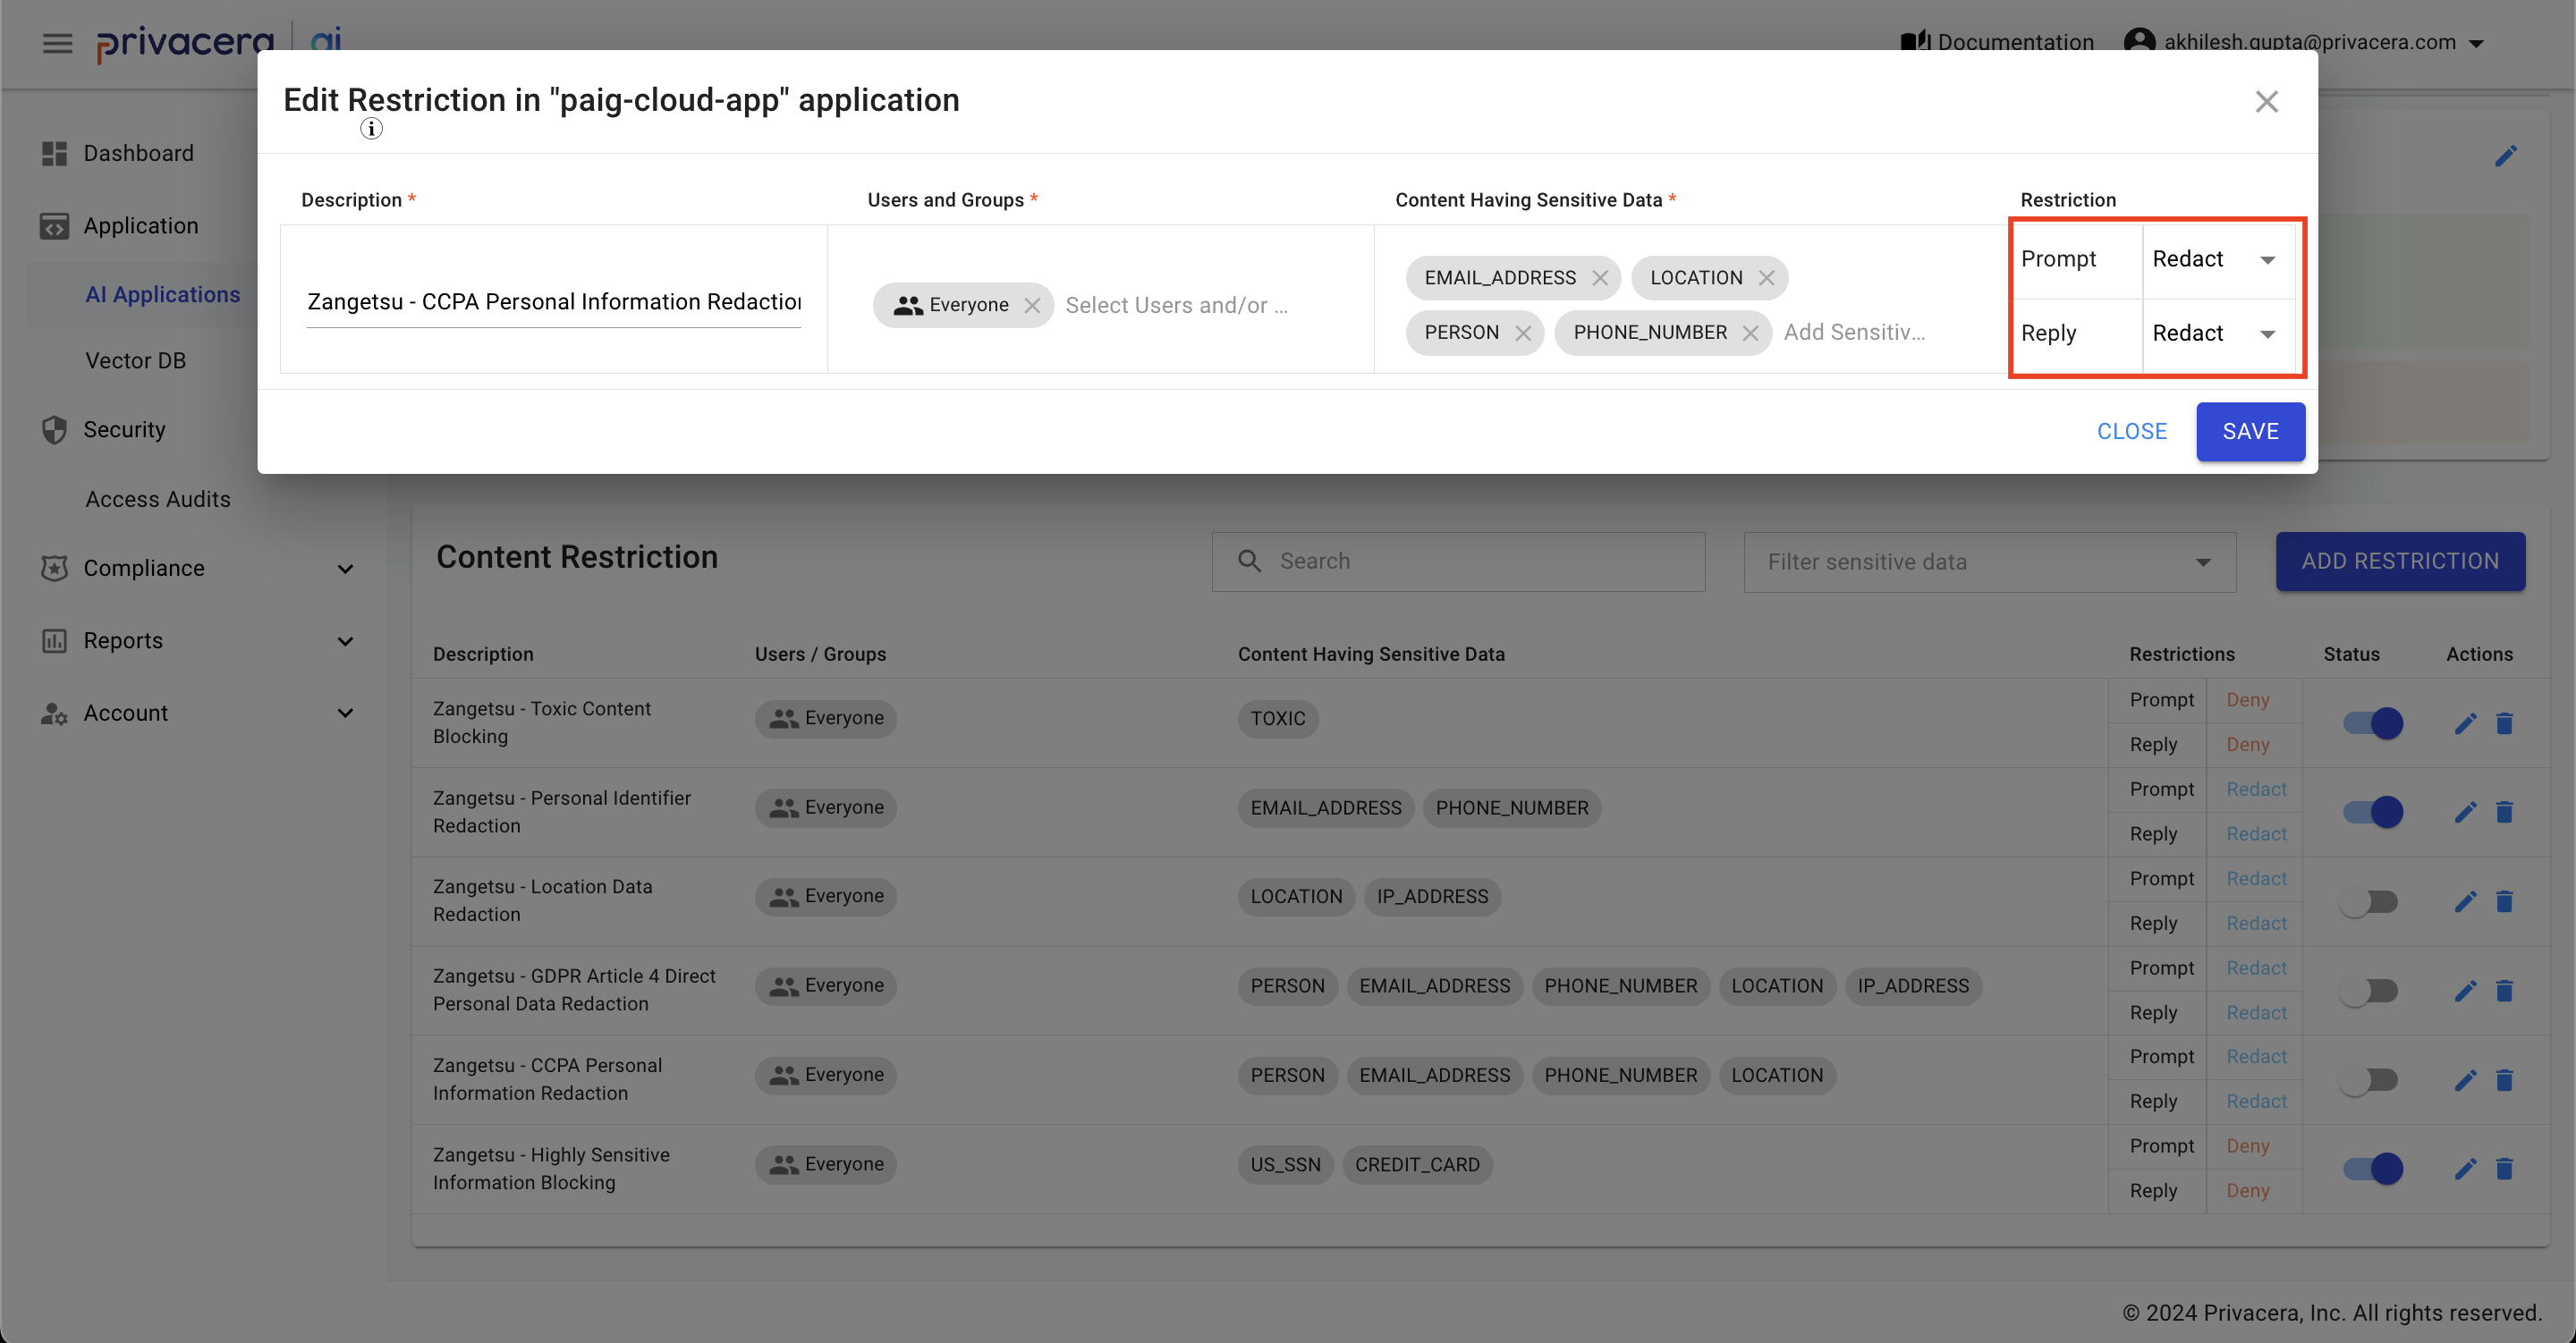 privacera ai
Documentation akhilesh.gupta@privacera.com
Edit Restriction in "paig-cloud-app" application
Description * Users and Groups * Content Having Sensitive Data * Restriction
Zangetsu - CCPA Personal Information Redaction
Everyone Select Users and/or ...
EMAIL_ADDRESS LOCATION
PERSON PHONE_NUMBER Add Sensitiv...
Prompt Redact
Reply Redact
CLOSE SAVE
Dashboard
Application
AI Applications
Vector DB
Security
Access Audits
Compliance
Reports
Account
Content Restriction Search Filter sensitive data ADD RESTRICTION
Description Users / Groups Content Having Sensitive Data Restrictions Status Actions
Zangetsu - Toxic Content
Blocking
Everyone TOXIC
Prompt Deny
Reply Deny
Zangetsu - Personal Identifier
Redaction
Everyone EMAIL_ADDRESS PHONE_NUMBER
Prompt Redact
Reply Redact
Zangetsu - Location Data
Redaction
Everyone LOCATION IP_ADDRESS
Prompt Redact
Reply Redact
Zangetsu - GDPR Article 4 Direct
Personal Data Redaction
Everyone PERSON EMAIL_ADDRESS PHONE_NUMBER LOCATION IP_ADDRESS
Prompt Redact
Reply Redact
Zangetsu - CCPA Personal
Information Redaction
Everyone PERSON EMAIL_ADDRESS PHONE_NUMBER LOCATION
Prompt Redact
Reply Redact
Zangetsu - Highly Sensitive
Information Blocking
Everyone US_SSN CREDIT_CARD
Prompt Deny
Reply Deny
© 2024 Privacera, Inc. All rights reserved.